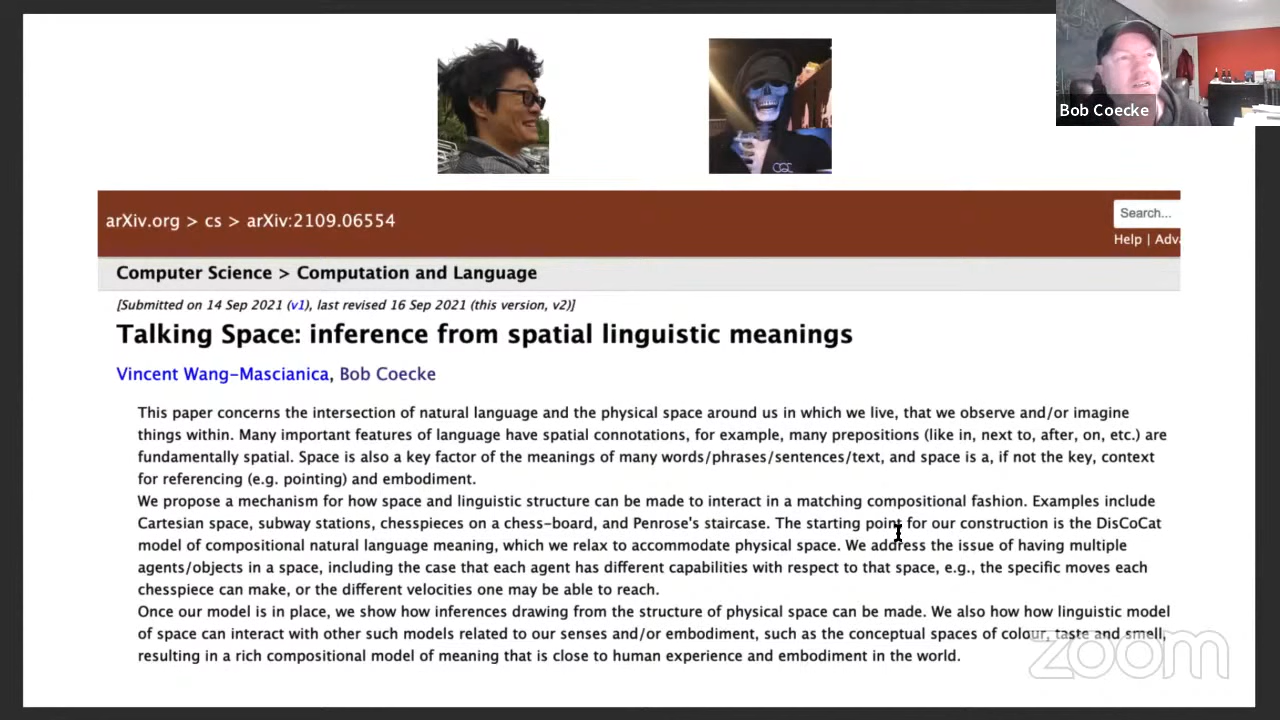 Bob Coecke
arXiv.org > cs > arXiv:2109.06554
Search...
Help | Adv
Computer Science > Computation and Language
[Submitted on 14 Sep 2021 (v1), last revised 16 Sep 2021 (this version, v2)]
Talking Space: inference from spatial linguistic meanings
Vincent Wang-Mascianica, Bob Coecke
This paper concerns the intersection of natural language and the physical space around us in which we live, that we observe and/or imagine
things within. Many important features of language have spatial connotations, for example, many prepositions (like in, next to, after, on, etc.) are
fundamentally spatial. Space is also a key factor of the meanings of many words/phrases/sentences/text, and space is a, if not the key, context
for referencing (e.g. pointing) and embodiment.
We propose a mechanism for how space and linguistic structure can be made to interact in a matching compositional fashion. Examples include
Cartesian space, subway stations, chesspieces on a chess-board, and Penrose's staircase. The starting point for our construction is the DisCoCat
model of compositional natural language meaning, which we relax to accommodate physical space. We address the issue of having multiple
agents/objects in a space, including the case that each agent has different capabilities with respect to that space, e.g., the specific moves each
chesspiece can make, or the different velocities one may be able to reach.
Once our model is in place, we show how inferences drawing from the structure of physical space can be made. We also how how linguistic model
of space can interact with other such models related to our senses and/or embodiment, such as the conceptual spaces of colour, taste and smell,
resulting in a rich compositional model of meaning that is close to human experience and embodiment in the world.
zoom